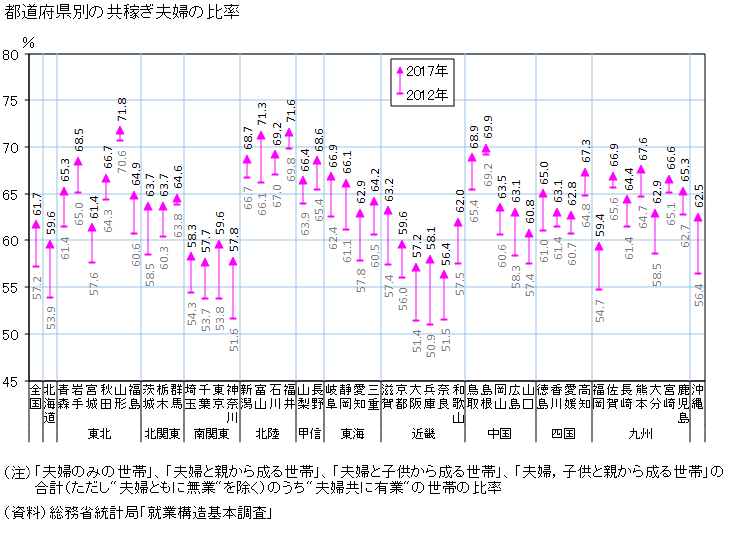 都道府県別の共稼ぎ夫婦の比率
%
2017年
2012年
80
75
70
65
60
55
50
45
61.7 59.6 65.3 68.5 61.4 66.7 71.8 64.9 63.7 63.7 64.6 58.3 57.7 59.6 57.8 68.7 71.3 69.2 71.6 66.4 68.6 66.9 66.1 62.9 64.2 63.2 59.6 57.2 58.1 56.4 62.0 68.9 69.9 63.5 63.1 60.8 65.0 63.1 62.8 67.3 59.4 66.9 64.4 67.6 62.9 66.6 65.3 62.5
57.2 53.9 61.4 65.0 57.6 64.3 70.6 60.6 58.5 60.3 63.8 54.3 53.7 53.8 51.6 66.7 66.1 67.0 69.8 63.9 65.4 62.4 61.1 57.8 60.5 57.4 56.0 51.4 50.9 51.5 57.5 65.4 69.2 60.6 58.3 57.4 61.0 61.4 60.7 64.8 54.7 65.6 61.4 64.7 58.5 65.1 62.7 56.4
全国 北海道 青森 岩手 宮城 秋田 山形 福島 茨城 栃木 群馬 埼玉 千葉 東京 神奈川 新潟 富山 石川 福井 山梨 長野 岐阜 静岡 愛知 三重 滋賀 京都 大阪 兵庫 奈良 和歌山 鳥取 島根 岡山 広島 山口 徳島 香川 愛媛 高知 福岡 佐賀 長崎 熊本 大分 宮崎 鹿児島 沖縄
東北 北関東 南関東 北陸 甲信 東海 近畿 中国 四国 九州
(注)「夫婦のみの世帯」、「夫婦と親から成る世帯」、「夫婦と子供から成る世帯」、「夫婦，子供と親から成る世帯」の
合計(ただし“夫婦ともに無業“を除く)のうち“夫婦共に有業“の世帯の比率
(資料)総務省統計局「就業構造基本調査」